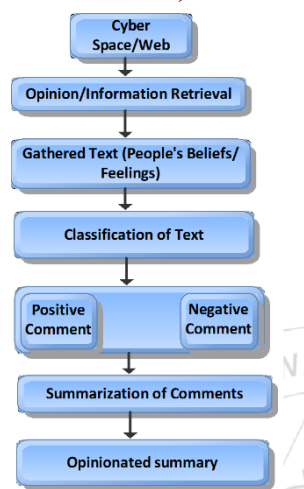 Cyber
Space/Web
Opinion/Information Retrieval
Gathered Text (People's Beliefs/
Feelings)
Classification of Text
Positive
Comment
Negative
Comment
Summarization of Comments
Opinionated summary